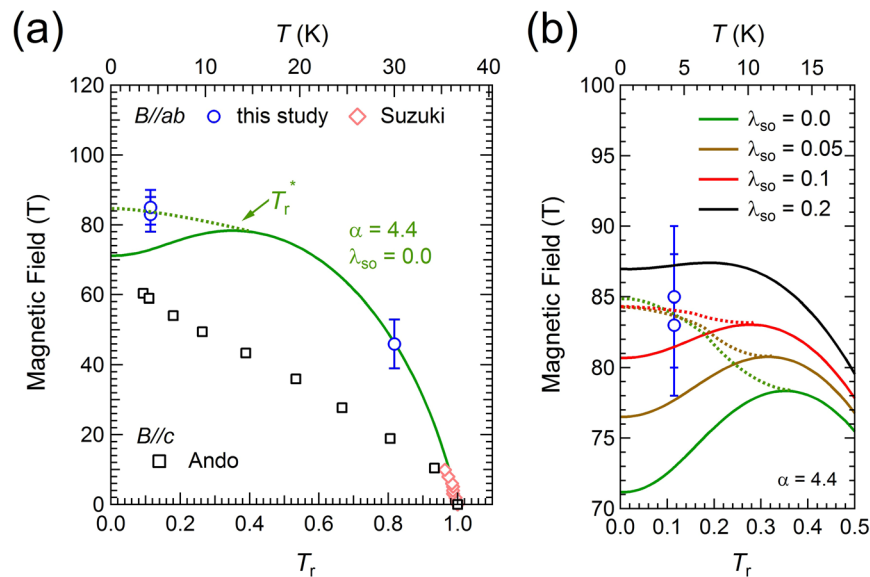 (a)
T (K)
0 10 20 30 40
120
100
80
60
40
20
0
Magnetic Field (T)
B//ab this study Suzuki
Tr*
α = 4.4
λso = 0.0
B//c
Ando
0.0 0.2 0.4 0.6 0.8 1.0
Tr
(b)
T (K)
0 5 10 15
100
95
90
85
80
75
70
Magnetic Field (T)
λso = 0.0
λso = 0.05
λso = 0.1
λso = 0.2
α = 4.4
0.0 0.1 0.2 0.3 0.4 0.5
Tr